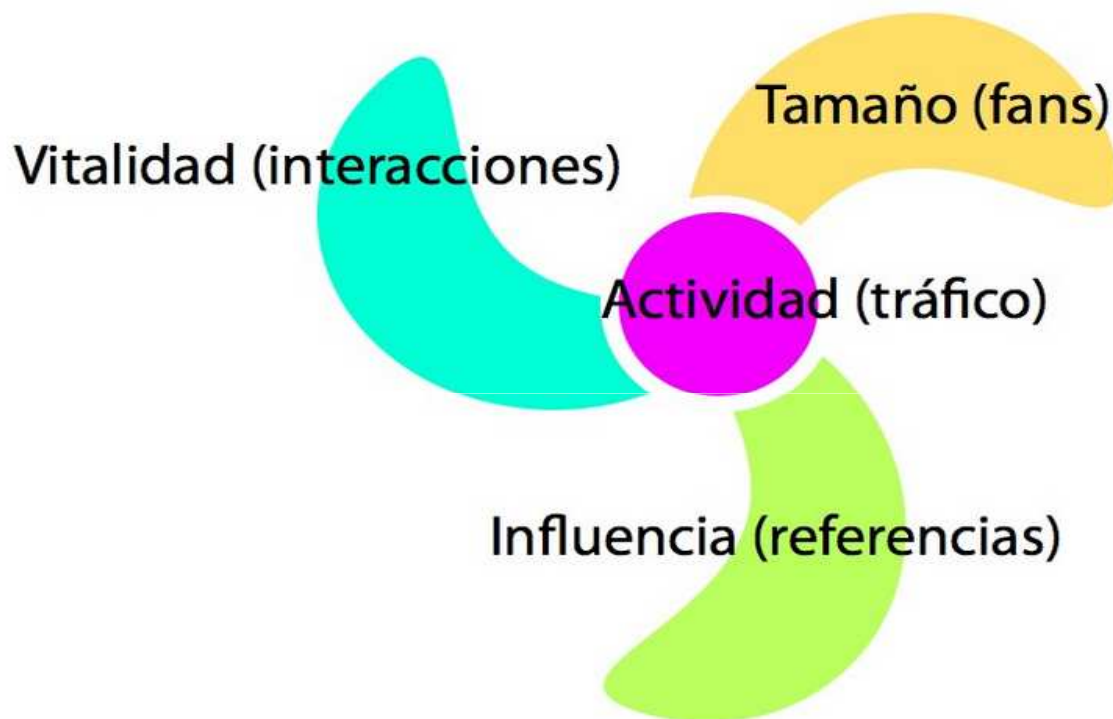 Tamaño (fans)
Vitalidad (interacciones)
Actividad (tráfico)
Influencia (referencias)